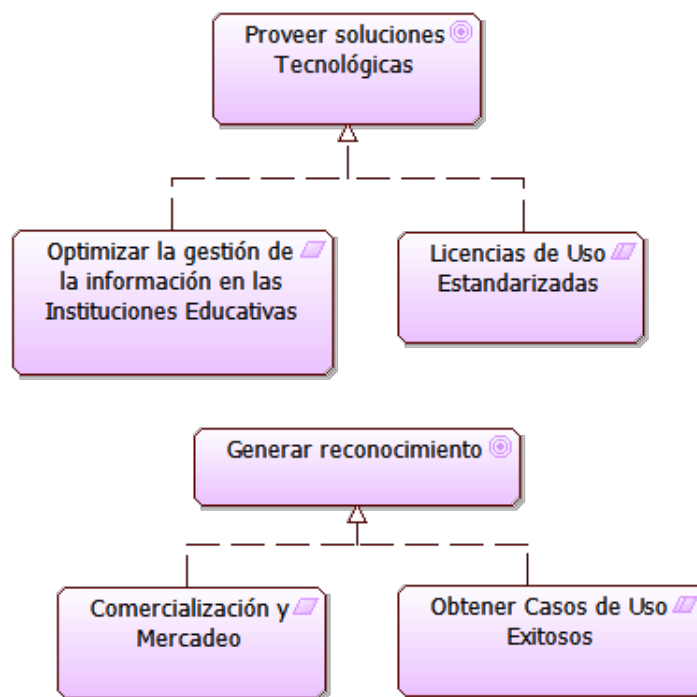 Proveer soluciones
Tecnológicas
Optimizar la gestión de
la información en las
Instituciones Educativas
Licencias de Uso
Estandarizadas
Generar reconocimiento
Comercialización y
Mercadeo
Obtener Casos de Uso
Exitosos